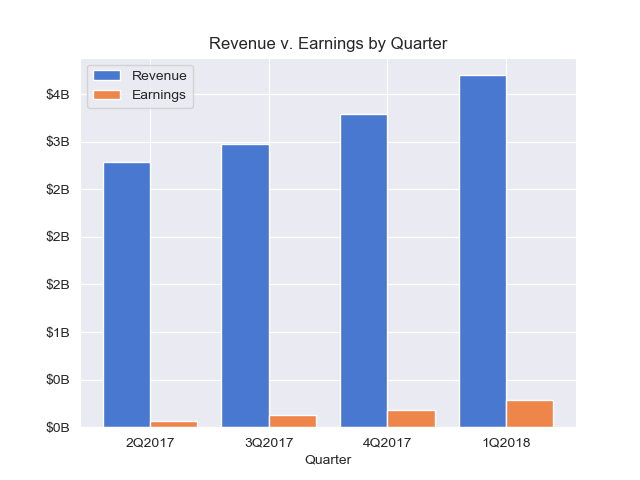 Revenue v. Earnings by Quarter
Revenue
Earnings
$4B
$3B
$2B
$2B
$2B
$1B
$0B
$0B
2Q2017 3Q2017 4Q2017 1Q2018
Quarter